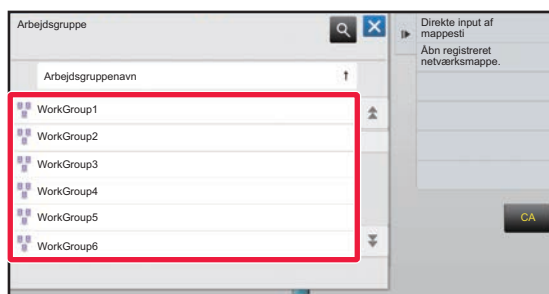 Arbejdsgruppe
Arbejdsgruppenavn
WorkGroup1
WorkGroup2
WorkGroup3
WorkGroup4
WorkGroup5
WorkGroup6
Direkte input af
mappesti
Åbn registreret
netværksmappe.
CA